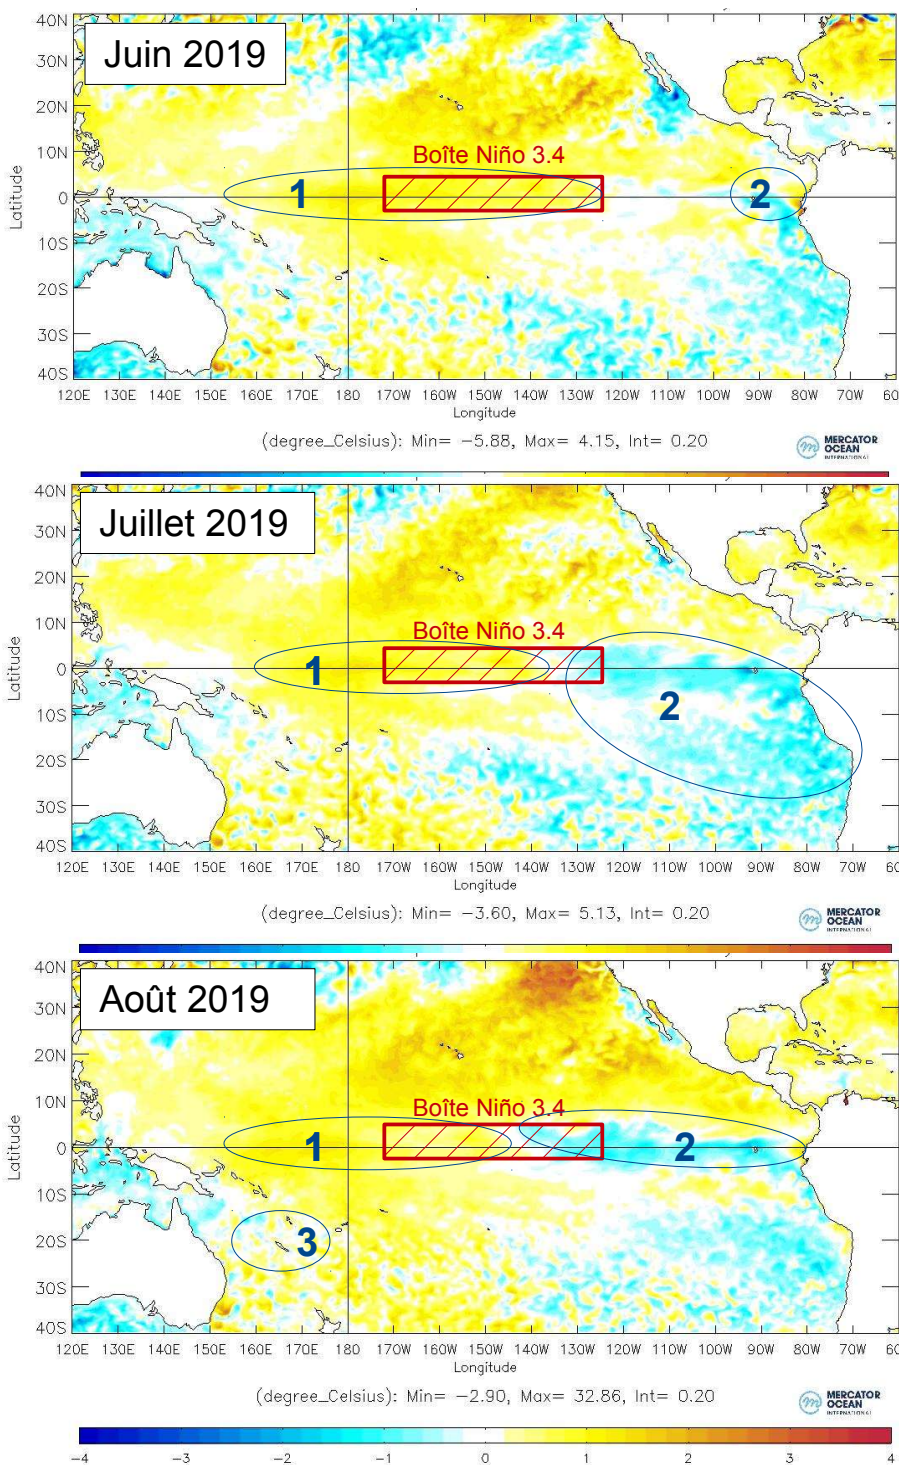 Juin 2019
40N
30N
20N
10N
0
10S
20S
30S
40S
Latitude
Boîte Niño 3.4
1
2
120E 130E 140E 150E 160E 170E 180 170W 160W 150W 140W 130W 120W 110W 100W 90W 80W 70W 60W
Longitude
(degree_Celsius): Min= −5.88, Max= 4.15, Int= 0.20
MERCATOR
OCEAN
INTERNATIONAL
Juillet 2019
40N
30N
20N
10N
0
10S
20S
30S
40S
Latitude
Boîte Niño 3.4
1
2
120E 130E 140E 150E 160E 170E 180 170W 160W 150W 140W 130W 120W 110W 100W 90W 80W 70W 60
Longitude
(degree_Celsius): Min= −3.60, Max= 5.13, Int= 0.20
MERCATOR
OCEAN
INTERNATIONAL
Août 2019
40N
30N
20N
10N
0
10S
20S
30S
40S
Latitude
Boîte Niño 3.4
1
2
3
120E 130E 140E 150E 160E 170E 180 170W 160W 150W 140W 130W 120W 110W 100W 90W 80W 70W 60
Longitude
(degree_Celsius): Min= −2.90, Max= 32.86, Int= 0.20
MERCATOR
OCEAN
INTERNATIONAL
−4 −3 −2 −1 0 1 2 3 4